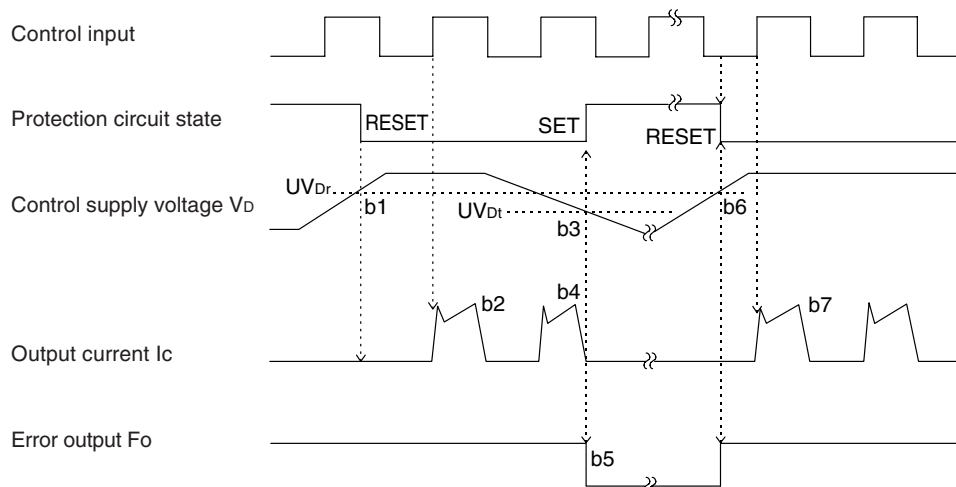 Control input
Protection circuit state
RESET
SET
RESET
Control supply voltage VD
UVDr
b1
UVDt
b3
b6
Output current Ic
b2
b4
b7
Error output Fo
b5